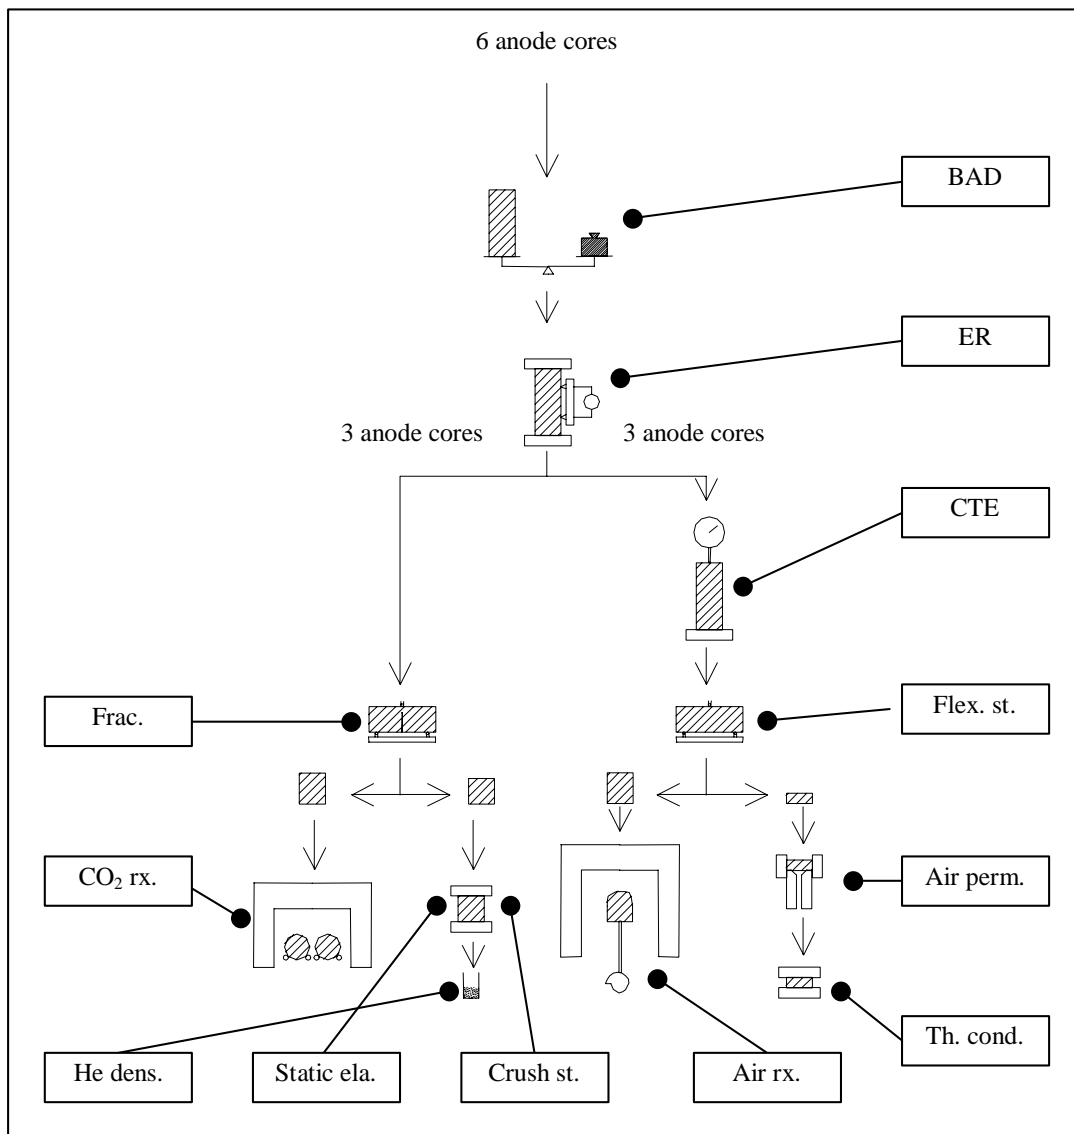 6 anode cores
BAD
ER
3 anode cores
3 anode cores
CTE
Frac.
Flex. st.
CO₂ rx.
Air perm.
He dens.
Static ela.
Crush st.
Air rx.
Th. cond.